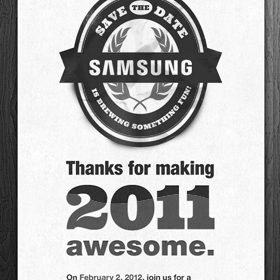 SAVE THE DATE
SAMSUNG
IS BREWING SOMETHING FUN!
Thanks for making
2011
awesome.
On February 2, 2012, join us for a